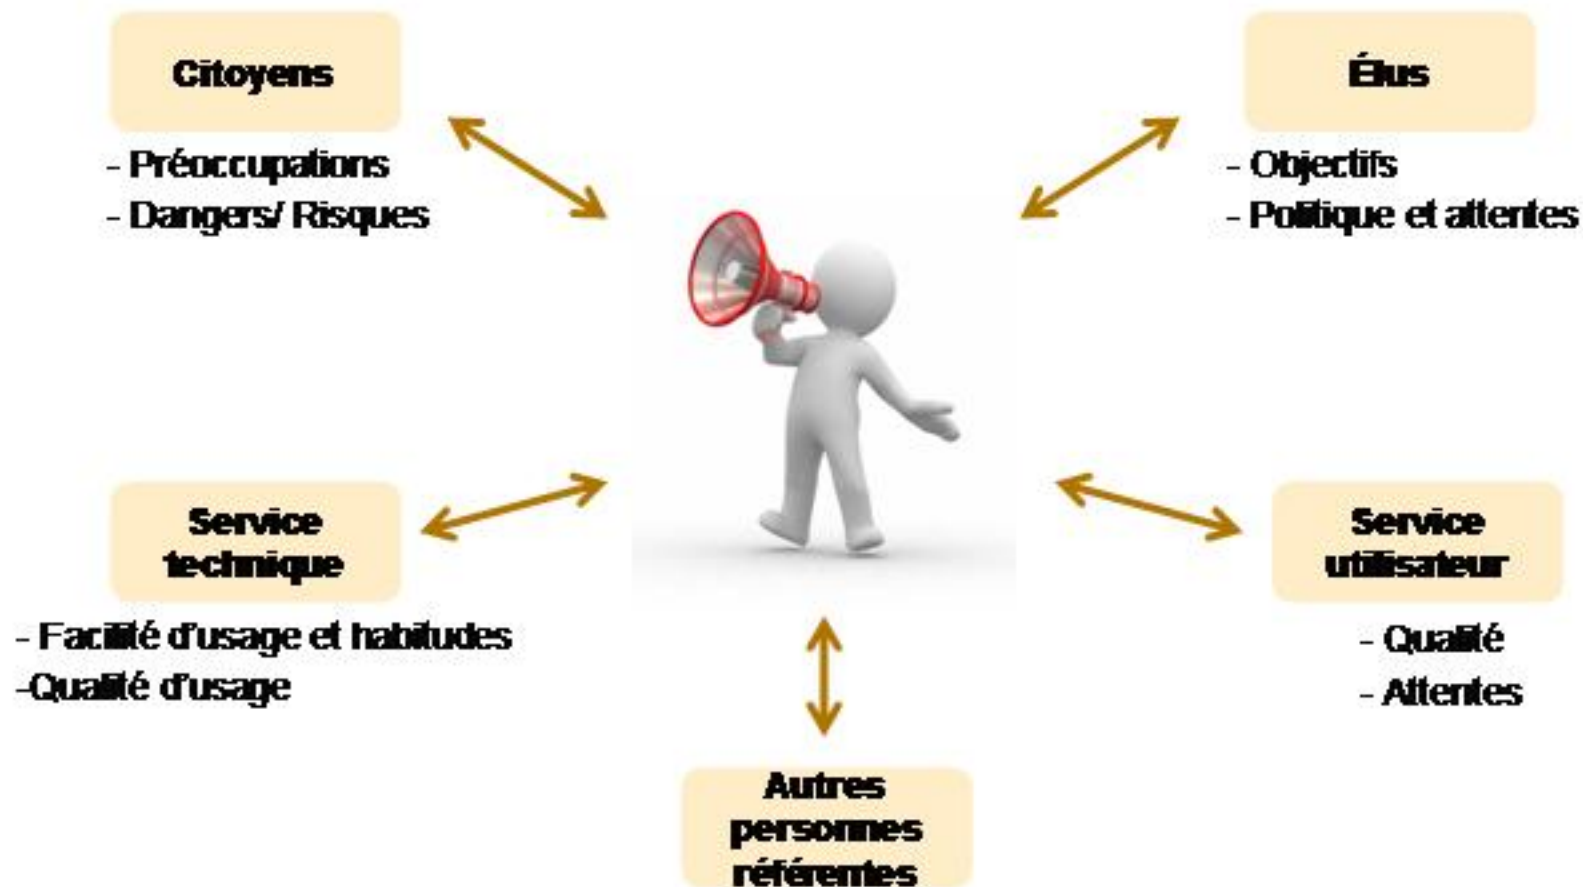 Citoyens
- Préoccupations
- Dangers/ Risques
Élus
- Objectifs
- Politique et attentes
Service
technique
- Facilité d'usage et habitudes
-Qualité d'usage
Service
utilisateur
- Qualité
- Attentes
Autres
personnes
référentes